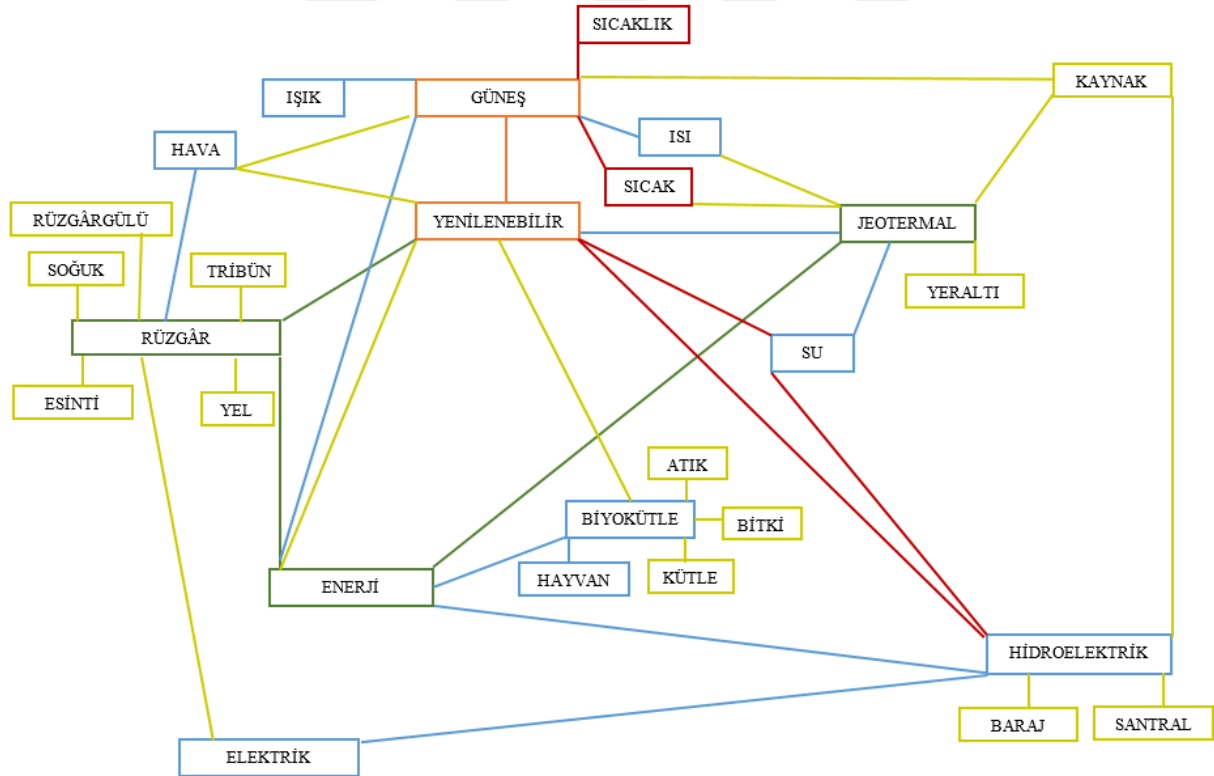 SICAKLIK
KAYNAK
IŞIK
GÜNEŞ
ISI
HAVA
SICAK
RÜZGÂRGÜLÜ
YENİLENEBİLİR
JEOTERMAL
SOĞUK
TRİBÜN
YERALTI
RÜZGÂR
SU
ESİNTİ
YEL
ATIK
BİYOKÜTLE
BİTKİ
ENERJİ
HAYVAN
KÜTLE
HİDROELEKTRİK
BARAJ
SANTRAL
ELEKTRİK